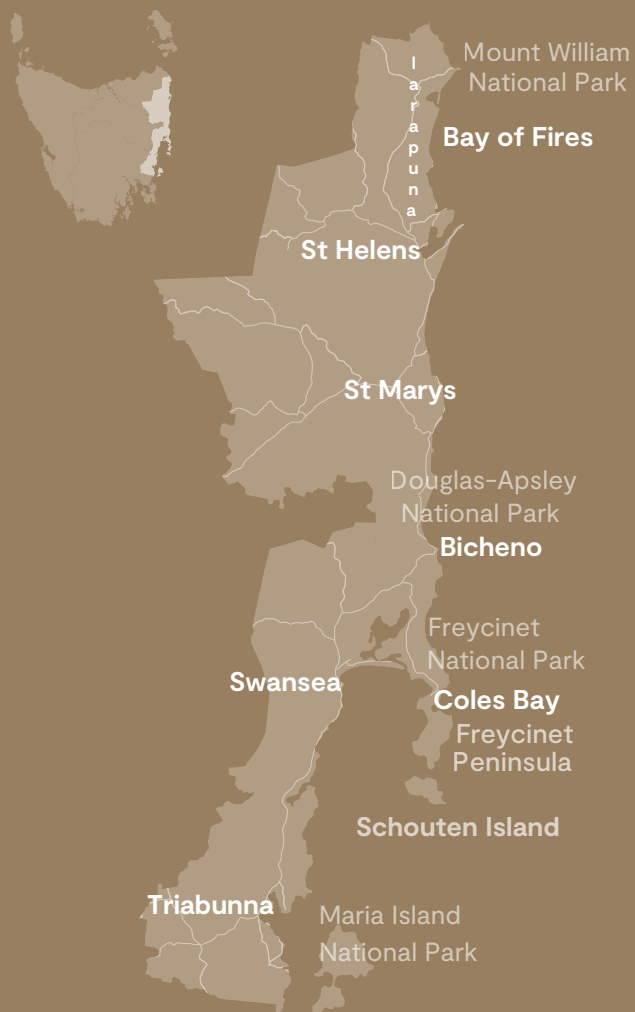 Mount William
National Park
larapuna
Bay of Fires
St Helens
St Marys
Douglas-Apsley
National Park
Bicheno
Freycinet
National Park
Swansea
Coles Bay
Freycinet
Peninsula
Schouten Island
Triabunna
Maria Island
National Park